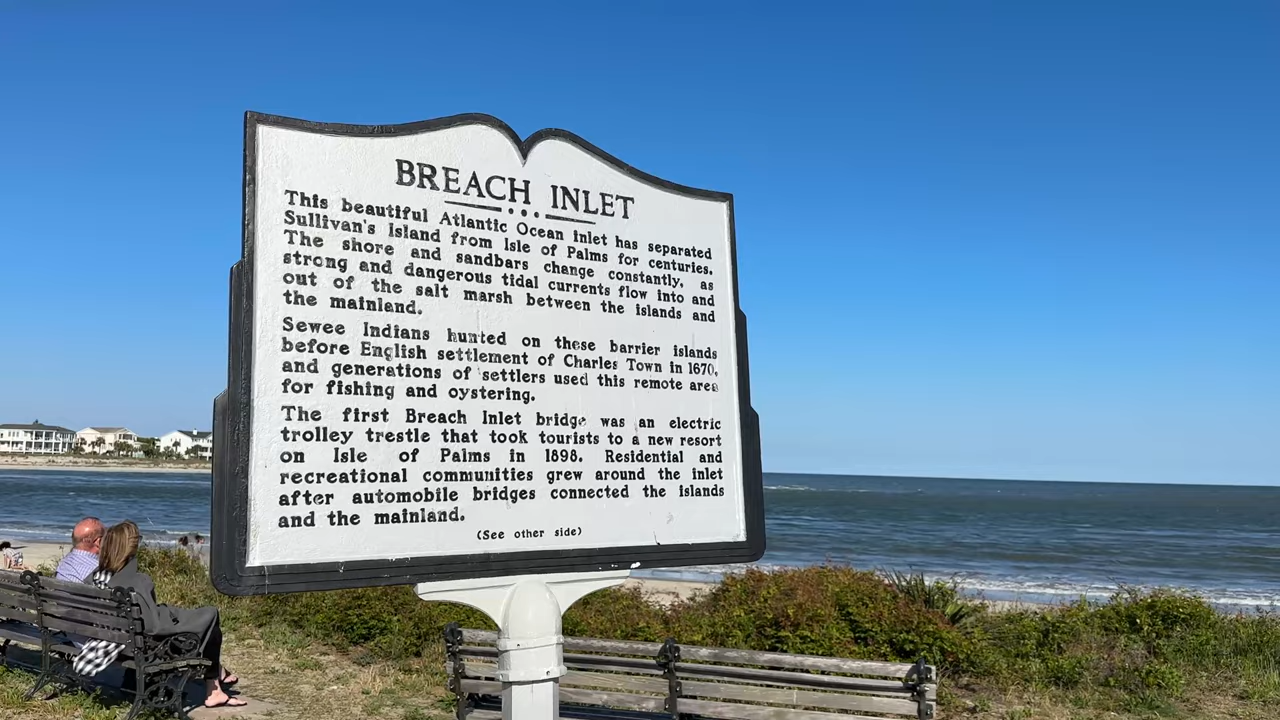 BREACH INLET
This beautiful Atlantic Ocean inlet has separated
Sullivan's Island from Isle of Palms for centuries.
The shore and sandbars change constantly, as
strong and dangerous tidal currents flow into and
out of the salt marsh between the islands and
the mainland.
Sewee Indians hunted on these barrier islands
before English settlement of Charles Town in 1670,
and generations of settlers used this remote area
for fishing and oystering.
The first Breach Inlet bridge was an electric
trolley trestle that took tourists to a new resort
on Isle of Palms in 1898. Residential and
recreational communities grew around the inlet
after automobile bridges connected the islands
and the mainland.
(See other side)